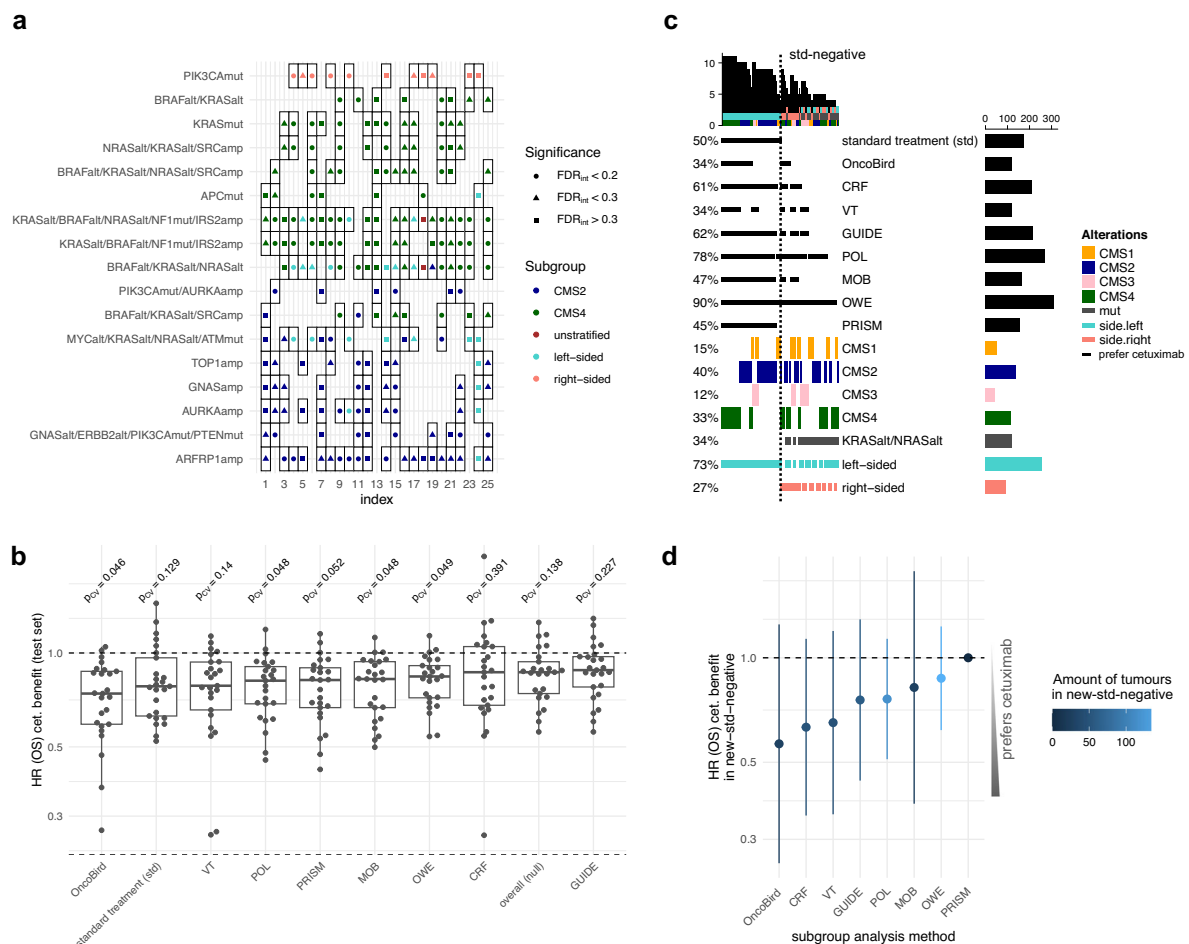 a
PIK3CAmut
BRAFalt/KRASalt
KRASmut
NRASalt/KRASalt/SRCamp
BRAFalt/KRASalt/NRASalt/SRCamp
APCmut
KRASalt/BRAFalt/NRASalt/NF1mut/IRS2amp
KRASalt/BRAFalt/NF1mut/IRS2amp
BRAFalt/KRASalt/NRASalt
PIK3CAmut/AURKAamp
BRAFalt/KRASalt/SRCamp
MYCalt/KRASalt/NRASalt/ATMmut
TOP1amp
GNASamp
AURKAamp
GNASalt/ERBB2alt/PIK3CAmut/PTENmut
ARFRP1amp
1 3 5 7 9 11 13 15 17 19 21 23 25
index
Significance
FDRint < 0.2
FDRint < 0.3
FDRint > 0.3
Subgroup
CMS2
CMS4
unstratified
left−sided
right−sided
b
pCV = 0.046
pCV = 0.129
pCV = 0.14
pCV = 0.048
pCV = 0.052
pCV = 0.048
pCV = 0.049
pCV = 0.391
pCV = 0.138
pCV = 0.227
HR (OS) cet. benefit (test set)
1.0
0.5
0.3
OncoBird
standard treatment (std)
VT
POL
PRISM
MOB
OWE
CRF
overall (null)
GUIDE
c
std−negative
10
5
0
0 100 200 300
50% standard treatment (std)
34% OncoBird
61% CRF
34% VT
62% GUIDE
78% POL
47% MOB
90% OWE
45% PRISM
15% CMS1
40% CMS2
12% CMS3
33% CMS4
34% KRASalt/NRASalt
73% left−sided
27% right−sided
Alterations
CMS1
CMS2
CMS3
CMS4
mut
side.left
side.right
prefer cetuximab
d
HR (OS) cet. benefit
in new−std−negative
1.0
0.5
0.3
OncoBird
CRF
VT
GUIDE
POL
MOB
OWE
PRISM
subgroup analysis method
prefers cetuximab
Amount of tumours
in new−std−negative
0 50 100